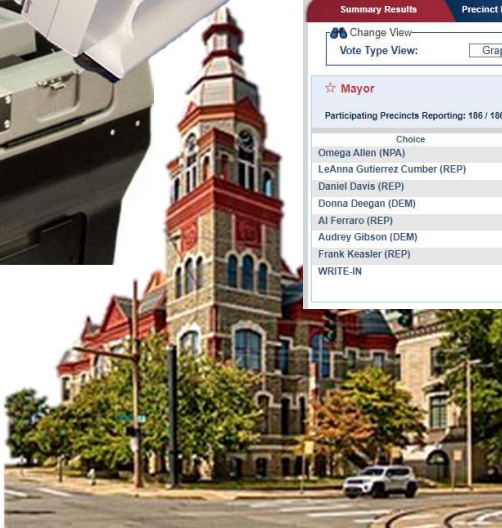 Summary Results Precinct
Change View
Vote Type View:
☆ Mayor
Participating Precincts Reporting: 186 / 186
Choice
Omega Allen (NPA)
LeAnna Gutierrez Cumber (REP)
Daniel Davis (REP)
Donna Deegan (DEM)
Al Ferraro (REP)
Audrey Gibson (DEM)
Frank Keasler (REP)
WRITE-IN